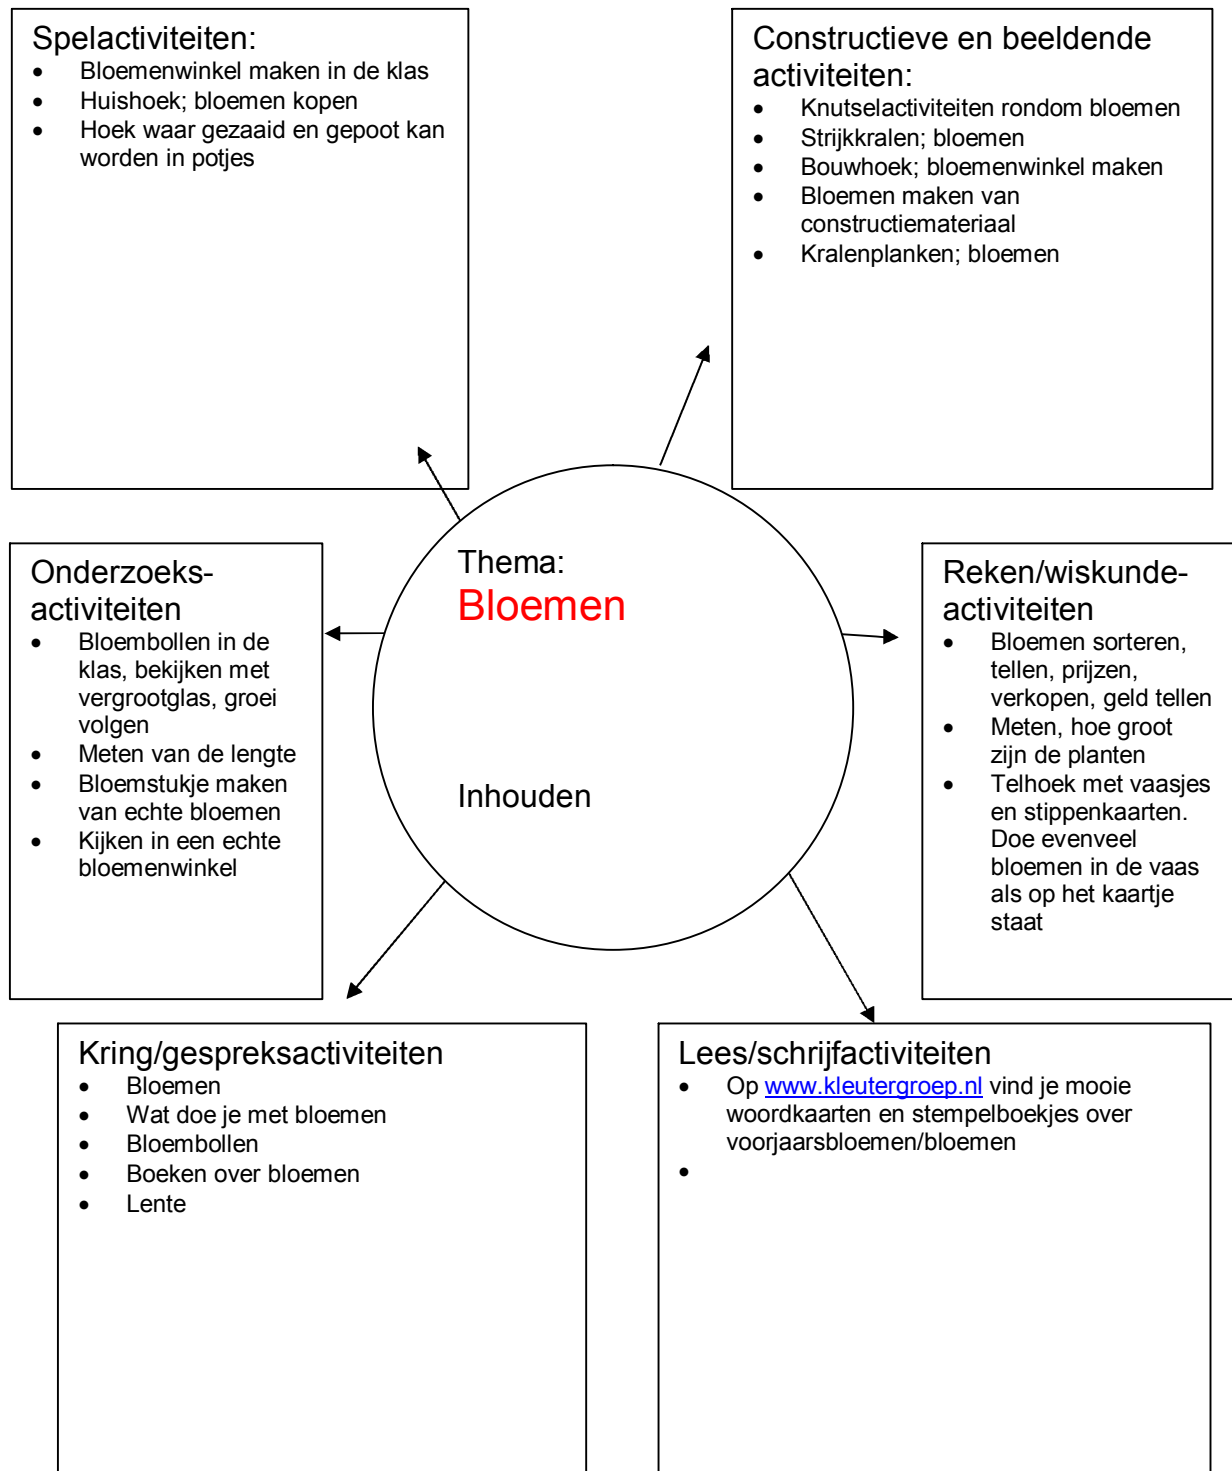 Spelactiviteiten:
• Bloemenwinkel maken in de klas
• Huishoek; bloemen kopen
• Hoek waar gezaaid en gepoot kan
worden in potjes
Constructieve en beeldende
activiteiten:
• Knutselactiviteiten rondom bloemen
• Strijkkralen; bloemen
• Bouwhoek; bloemenwinkel maken
• Bloemen maken van
constructiemateriaal
• Kralenplanken; bloemen
Thema:
Bloemen
Inhouden
Onderzoeks-
activiteiten
• Bloembollen in de
klas, bekijken met
vergrootglas, groei
volgen
• Meten van de lengte
• Bloemstukje maken
van echte bloemen
• Kijken in een echte
bloemenwinkel
Reken/wiskunde-
activiteiten
• Bloemen sorteren,
tellen, prijzen,
verkopen, geld tellen
• Meten, hoe groot
zijn de planten
• Telhoek met vaasjes
en stippenkaarten.
Doe evenveel
bloemen in de vaas
als op het kaartje
staat
Kring/gespreksactiviteiten
• Bloemen
• Wat doe je met bloemen
• Bloembollen
• Boeken over bloemen
• Lente
Lees/schrijfactiviteiten
• Op www.kleutergroep.nl vind je mooie
woordkaarten en stempelboekjes over
voorjaarsbloemen/bloemen
•